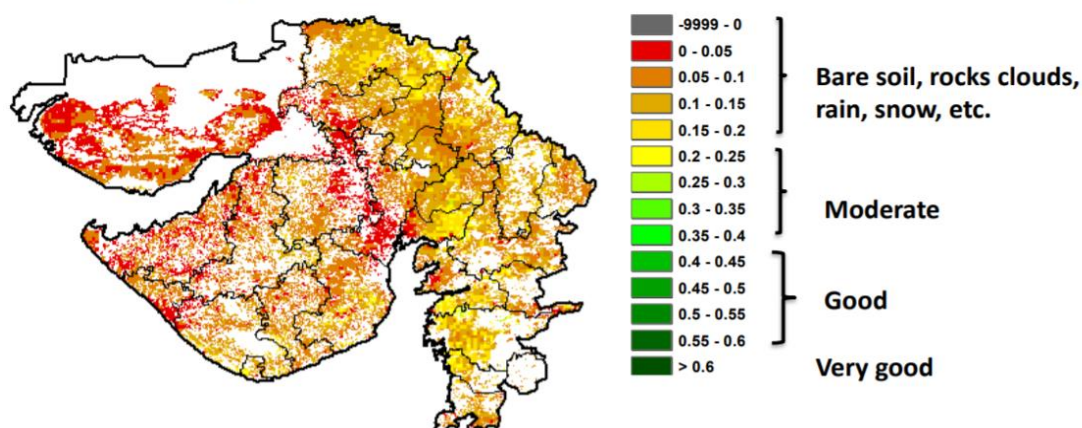 -9999 - 0
0 - 0.05
0.05 - 0.1
0.1 - 0.15
0.15 - 0.2
0.2 - 0.25
0.25 - 0.3
0.3 - 0.35
0.35 - 0.4
0.4 - 0.45
0.45 - 0.5
0.5 - 0.55
0.55 - 0.6
> 0.6
Bare soil, rocks clouds,
rain, snow, etc.
Moderate
Good
Very good